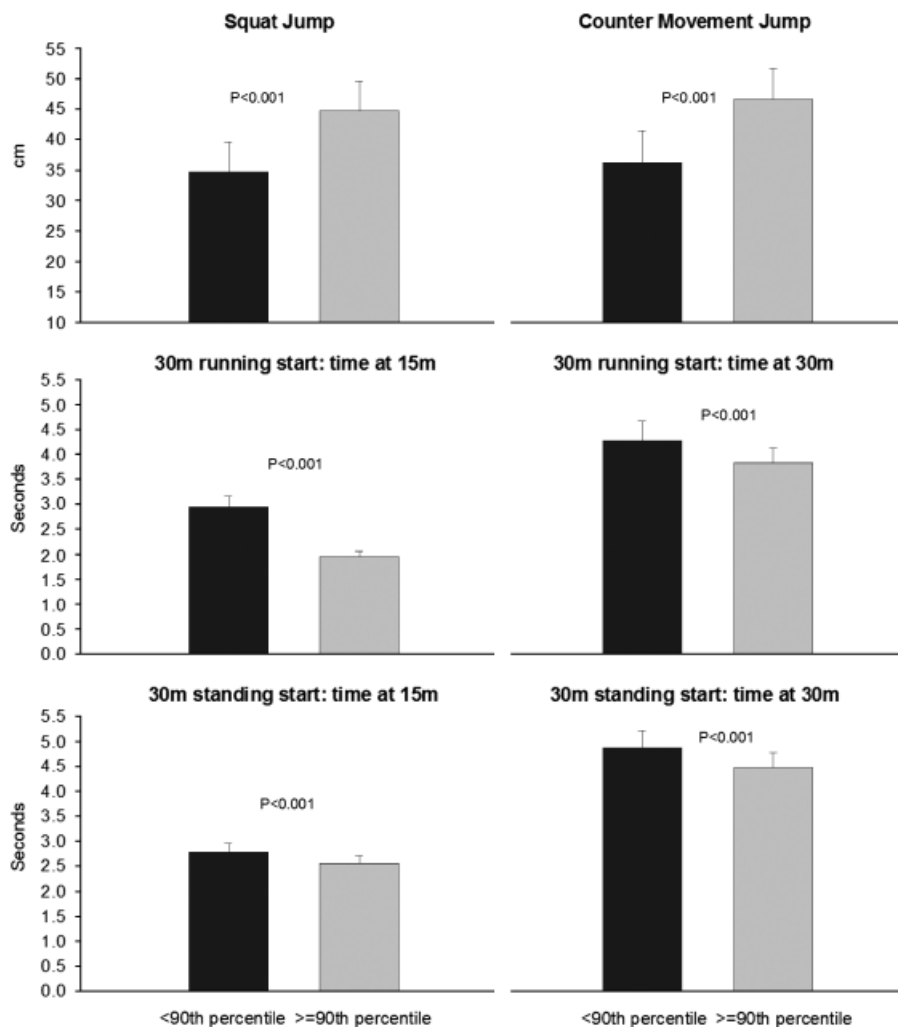 Squat Jump
Counter Movement Jump
55
50
45
40
35
30
25
20
15
10
cm
P<0.001
P<0.001
30m running start: time at 15m
30m running start: time at 30m
5.5
5.0
4.5
4.0
3.5
3.0
2.5
2.0
1.5
1.0
0.5
0.0
Seconds
P<0.001
P<0.001
30m standing start: time at 15m
30m standing start: time at 30m
5.5
5.0
4.5
4.0
3.5
3.0
2.5
2.0
1.5
1.0
0.5
0.0
Seconds
P<0.001
P<0.001
<90th percentile >=90th percentile
<90th percentile >=90th percentile